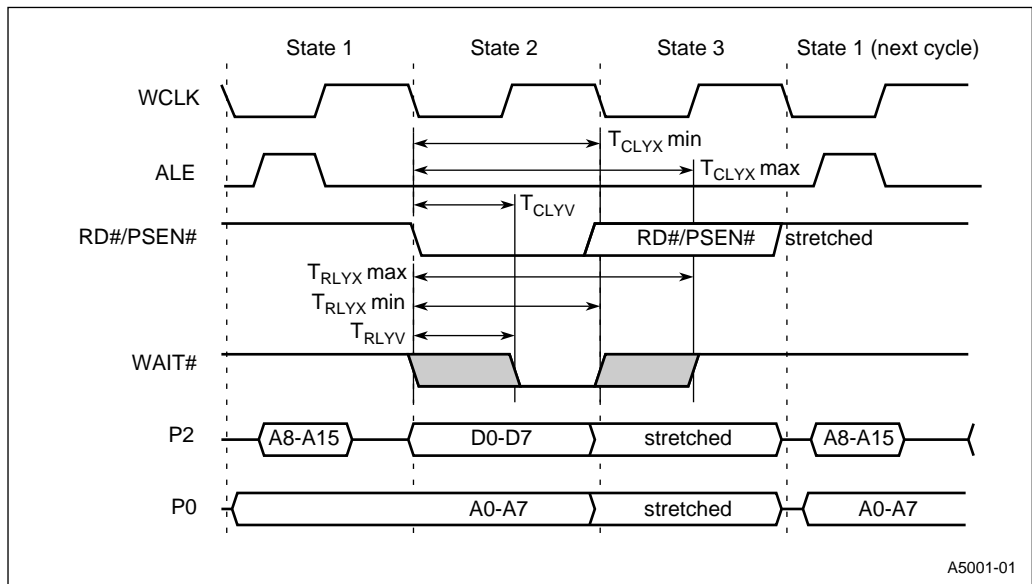 State 1 State 2 State 3 State 1 (next cycle)
WCLK
T_CLYX min
ALE
T_CLYX max
T_CLYV
RD#/PSEN# RD#/PSEN# stretched
T_RLYX max
T_RLYX min
T_RLYV
WAIT#
P2 A8-A15 D0-D7 stretched A8-A15
P0 A0-A7 stretched A0-A7
A5001-01